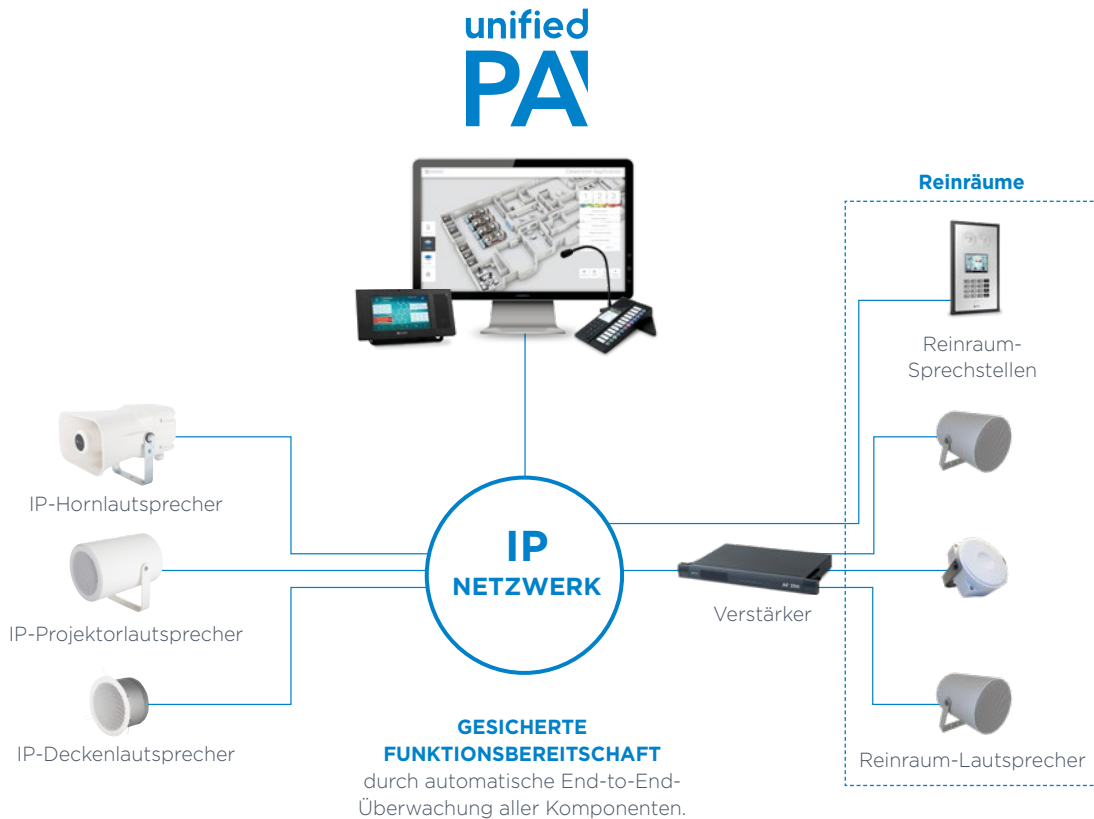 unified
PA
Reinräume
Reinraum-
Sprechstellen
IP-Hornlautsprecher
IP
NETZWERK
Verstärker
IP-Projektorlautsprecher
IP-Deckenlautsprecher
Reinraum-Lautsprecher
GESICHERTE
FUNKTIONSBEREITSCHAFT
durch automatische End-to-End-
Überwachung aller Komponenten.